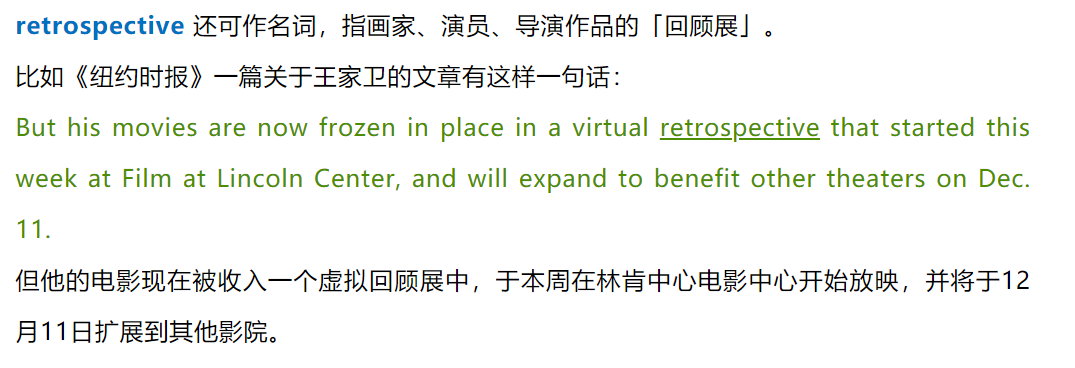 retrospective 还可作名词，指画家、演员、导演作品的「回顾展」。
比如《纽约时报》一篇关于王家卫的文章有这样一句话：
But his movies are now frozen in place in a virtual retrospective that started this
week at Film at Lincoln Center, and will expand to benefit other theaters on Dec.
11.
但他的电影现在被收入一个虚拟回顾展中，于本周在林肯中心电影中心开始放映，并将于12
月11日扩展到其他影院。